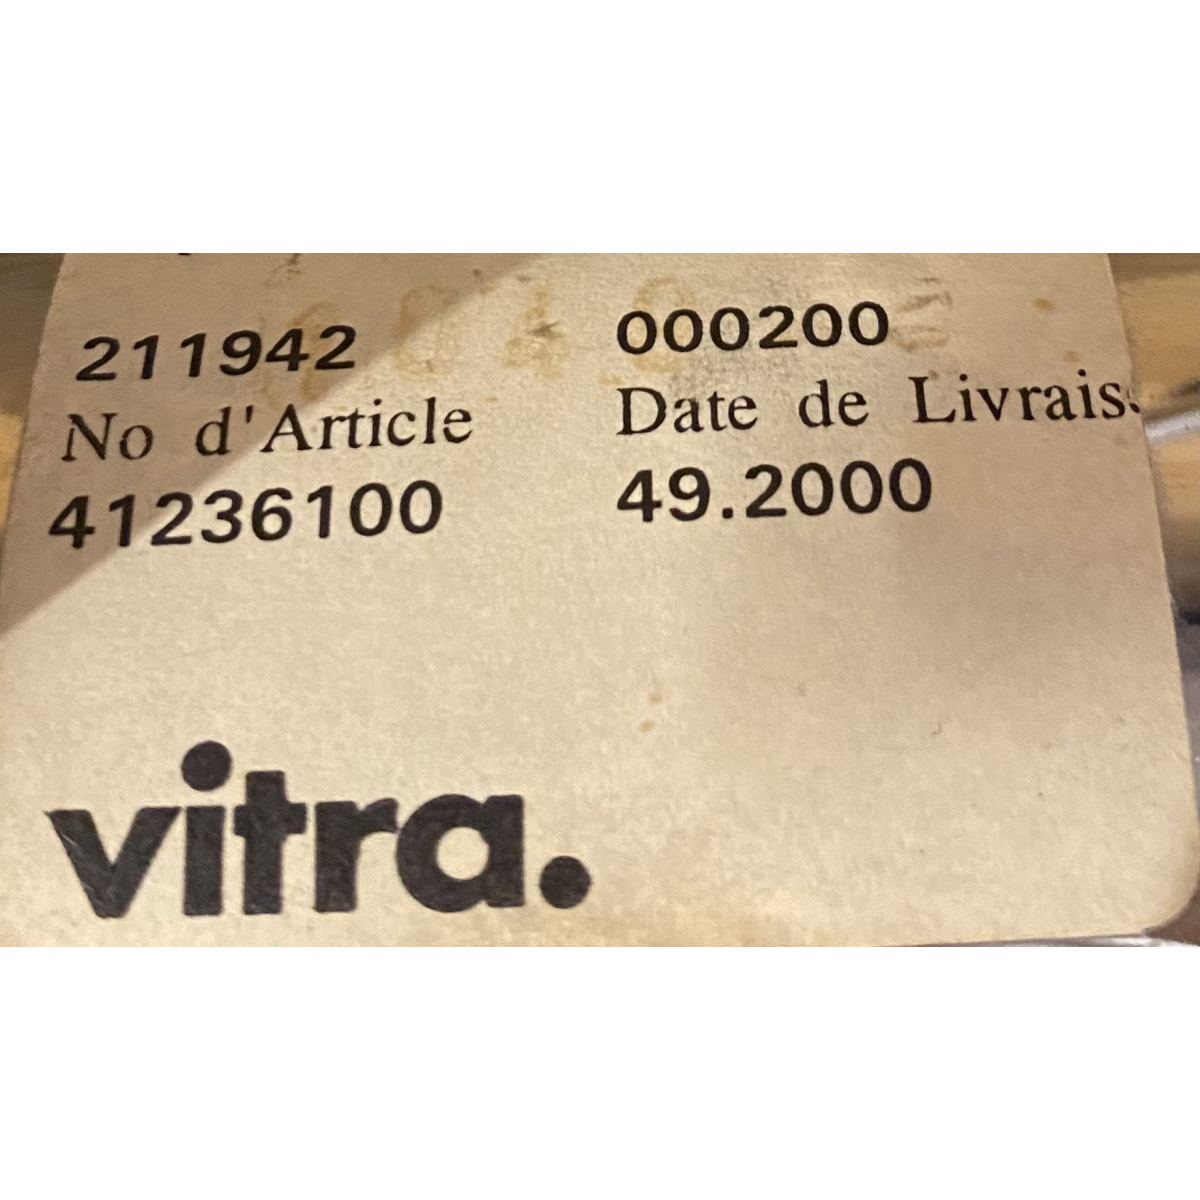 211942 000200
No d'Article Date de Livrais.
41236100 49.2000
vitra.